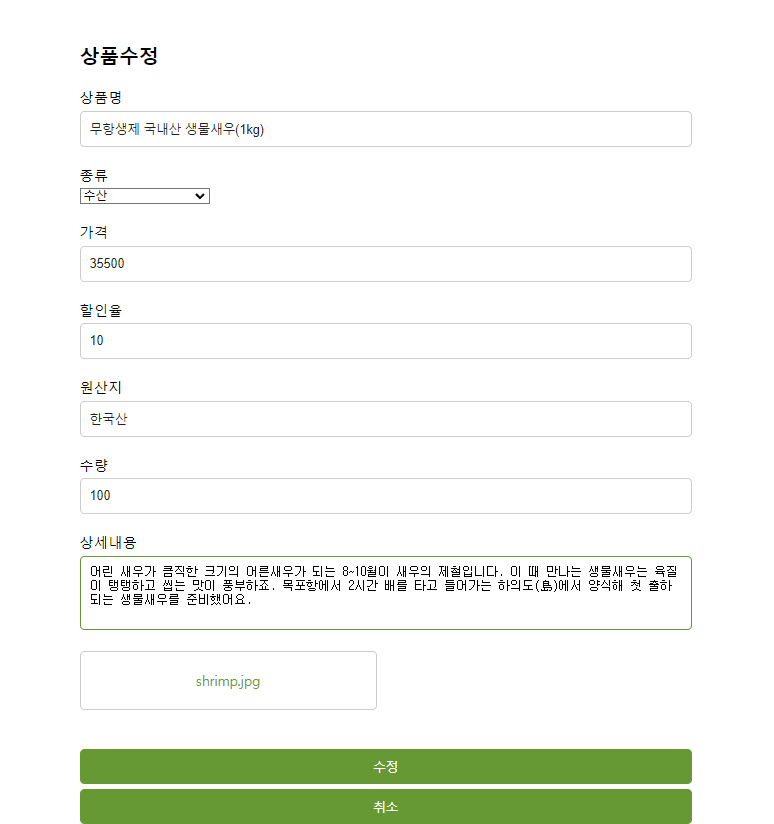 상품수정
상품명
무항생제 국내산 생물새우(1kg)
종류
수산
가격
35500
할인율
10
원산지
한국산
수량
100
상세내용
어린 새우가 큼직한 크기의 어른새우가 되는 8~10월이 새우의 제철입니다. 이 때 만나는 생물새우는 육질
이 탱탱하고 씹는 맛이 풍부하죠. 목포항에서 2시간 배를 타고 들어가는 하의도(島)에서 양식해 첫 출하
되는 생물새우를 준비했어요.
shrimp.jpg
수정
취소